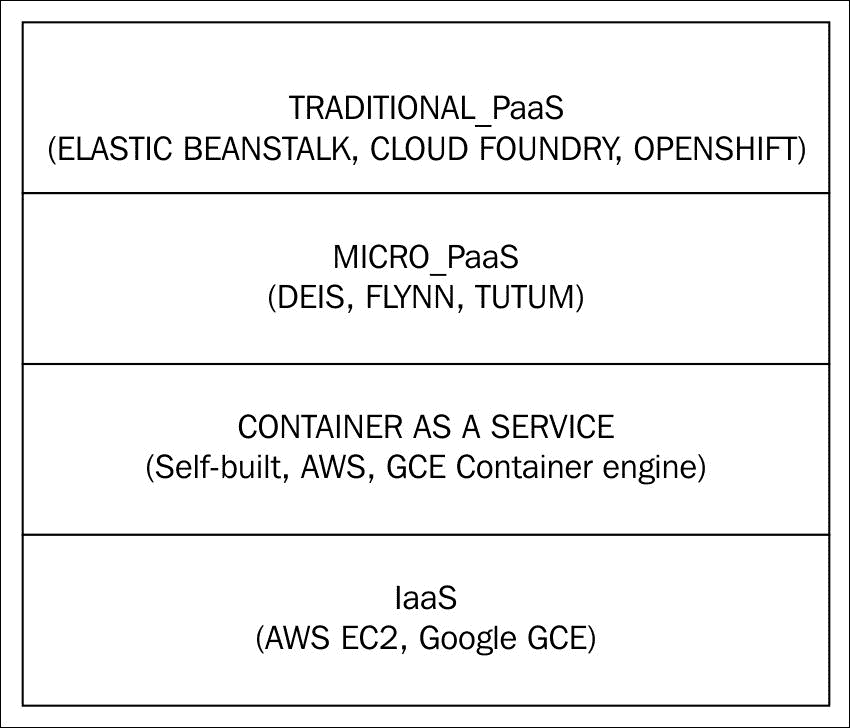 TRADITIONAL_PaaS
(ELASTIC BEANSTALK, CLOUD FOUNDRY, OPENSHIFT)
MICRO_PaaS
(DEIS, FLYNN, TUTUM)
CONTAINER AS A SERVICE
(Self-built, AWS, GCE Container engine)
IaaS
(AWS EC2, Google GCE)